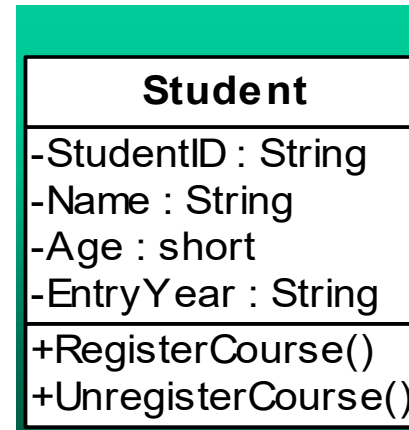 Student
-StudentID : String
-Name : String
-Age : short
-EntryYear : String
+RegisterCourse()
+UnregisterCourse()